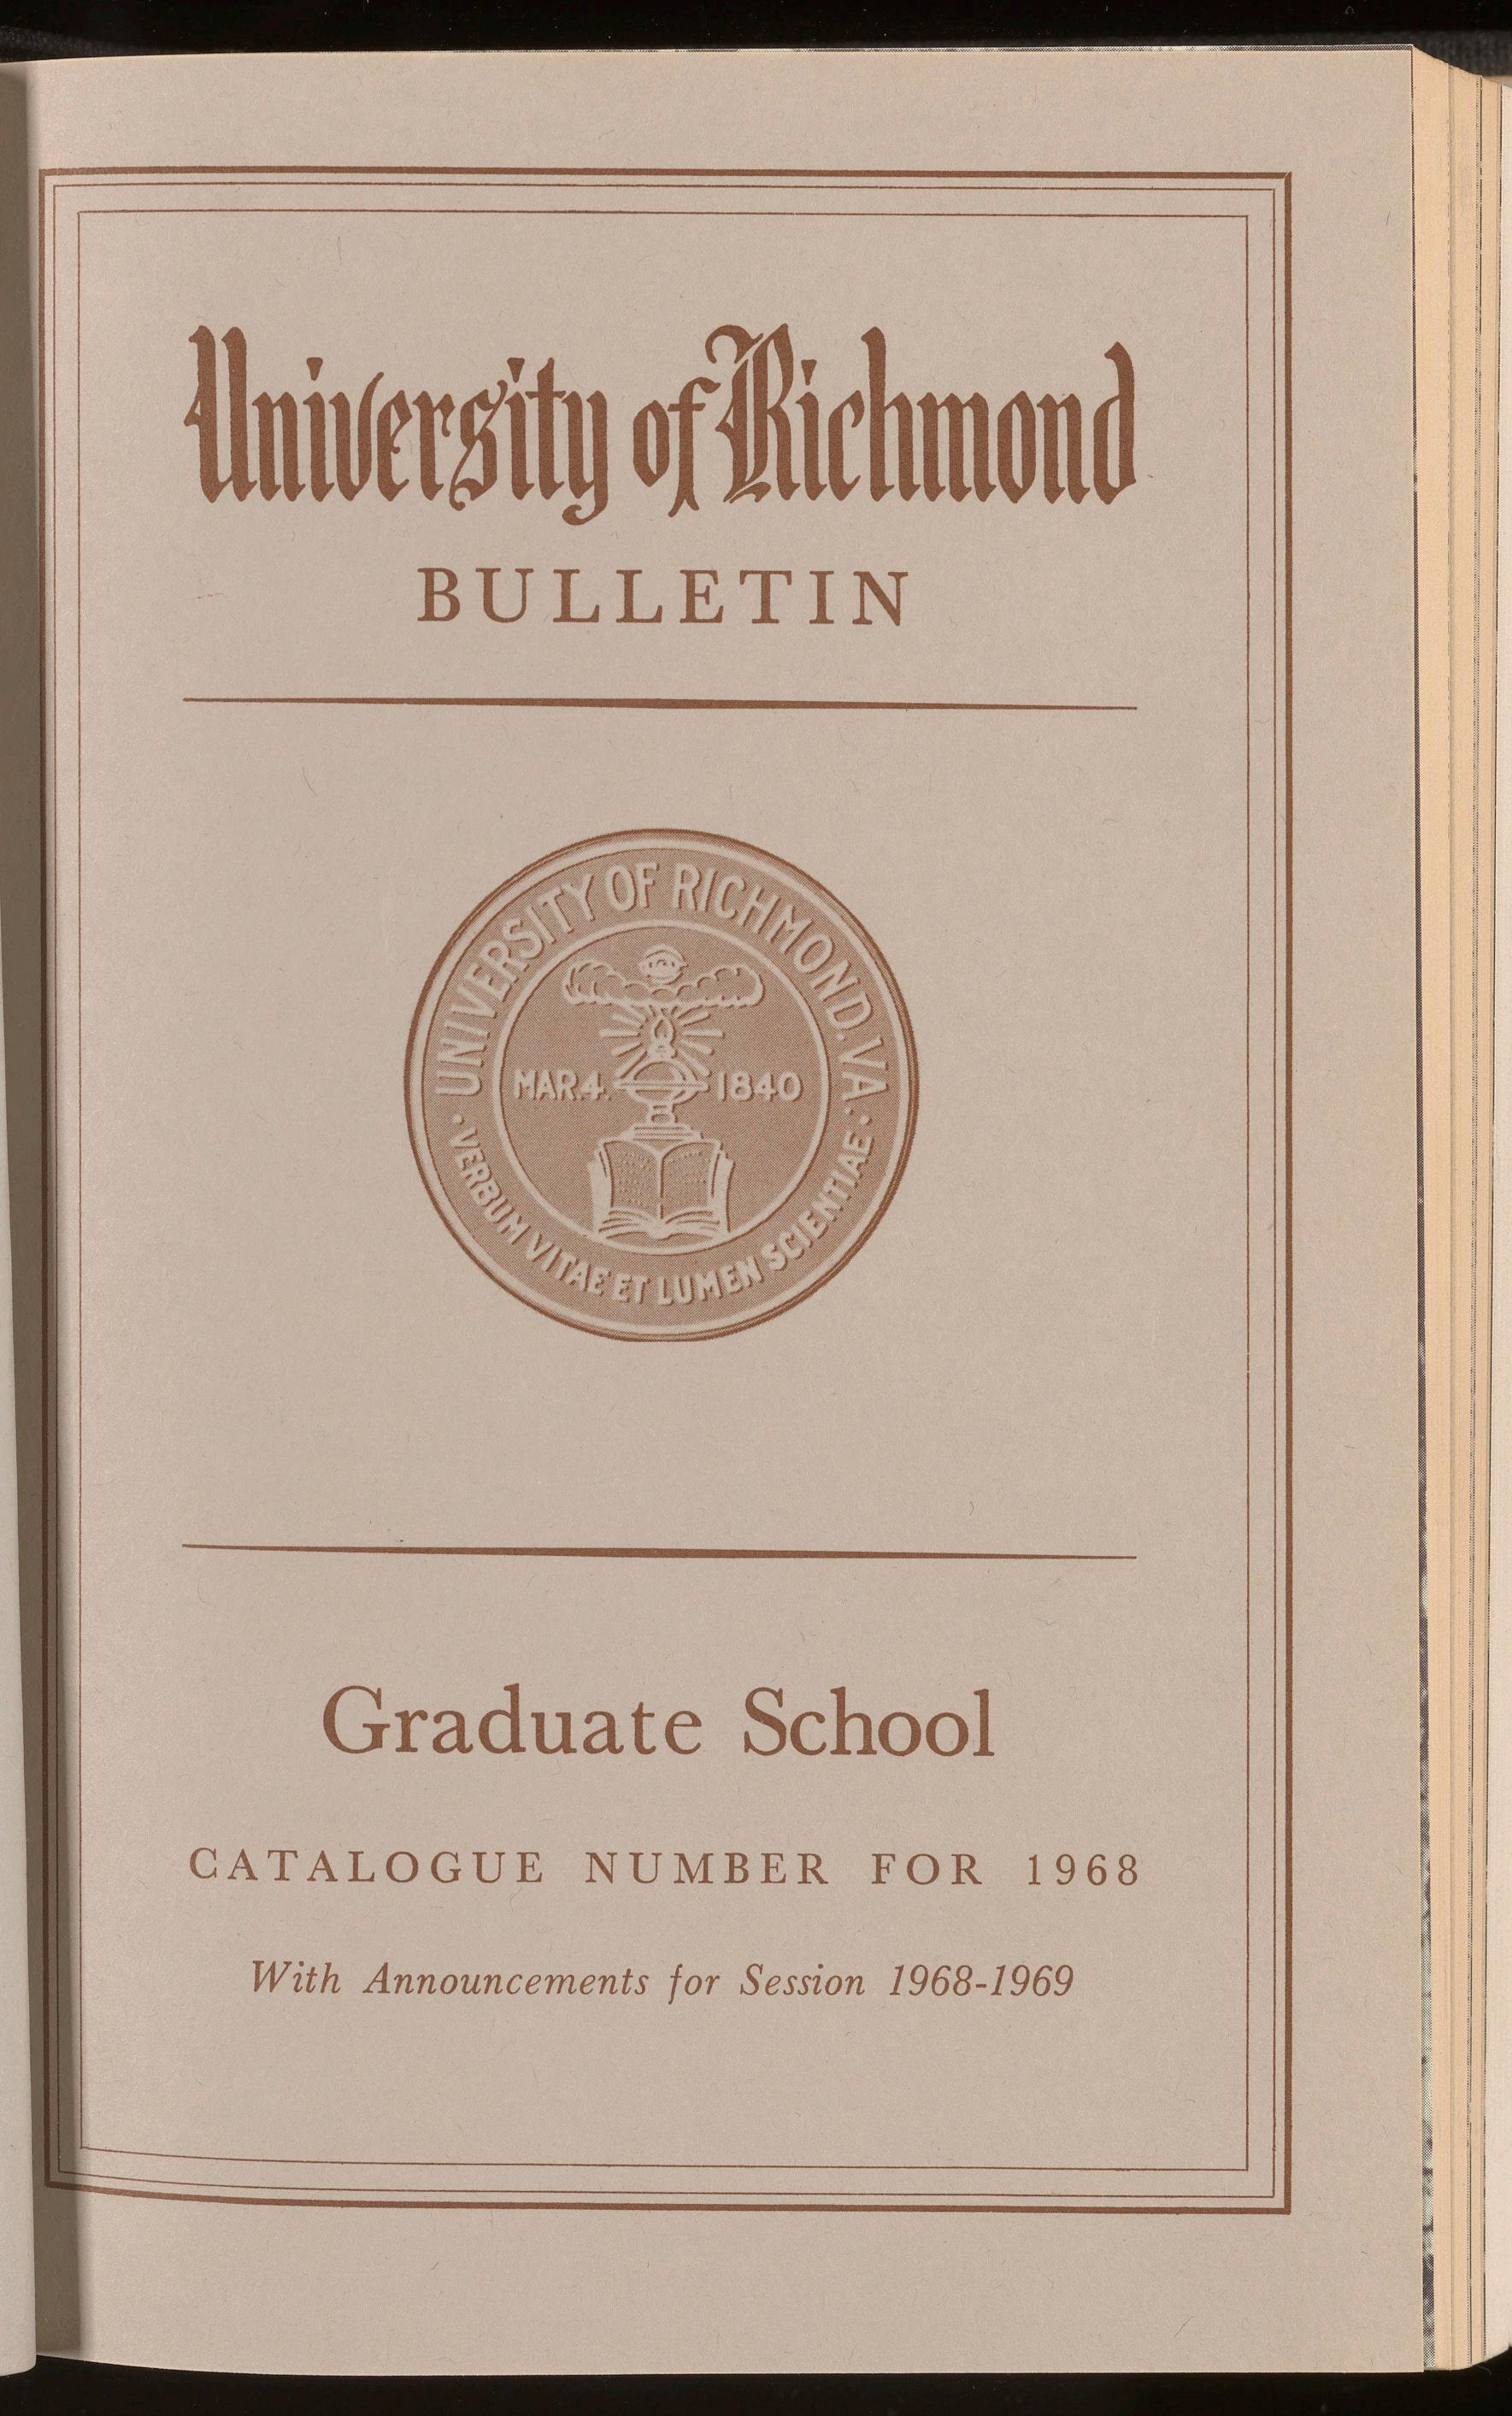 University of Richmond
BULLETIN
UNIVERSITY OF RICHMOND. VA.
MAR.4. 1840
· VERBUM VITAE ET LUMEN SCIENTIAE ·
Graduate School
CATALOGUE NUMBER FOR 1968
With Announcements for Session 1968-1969